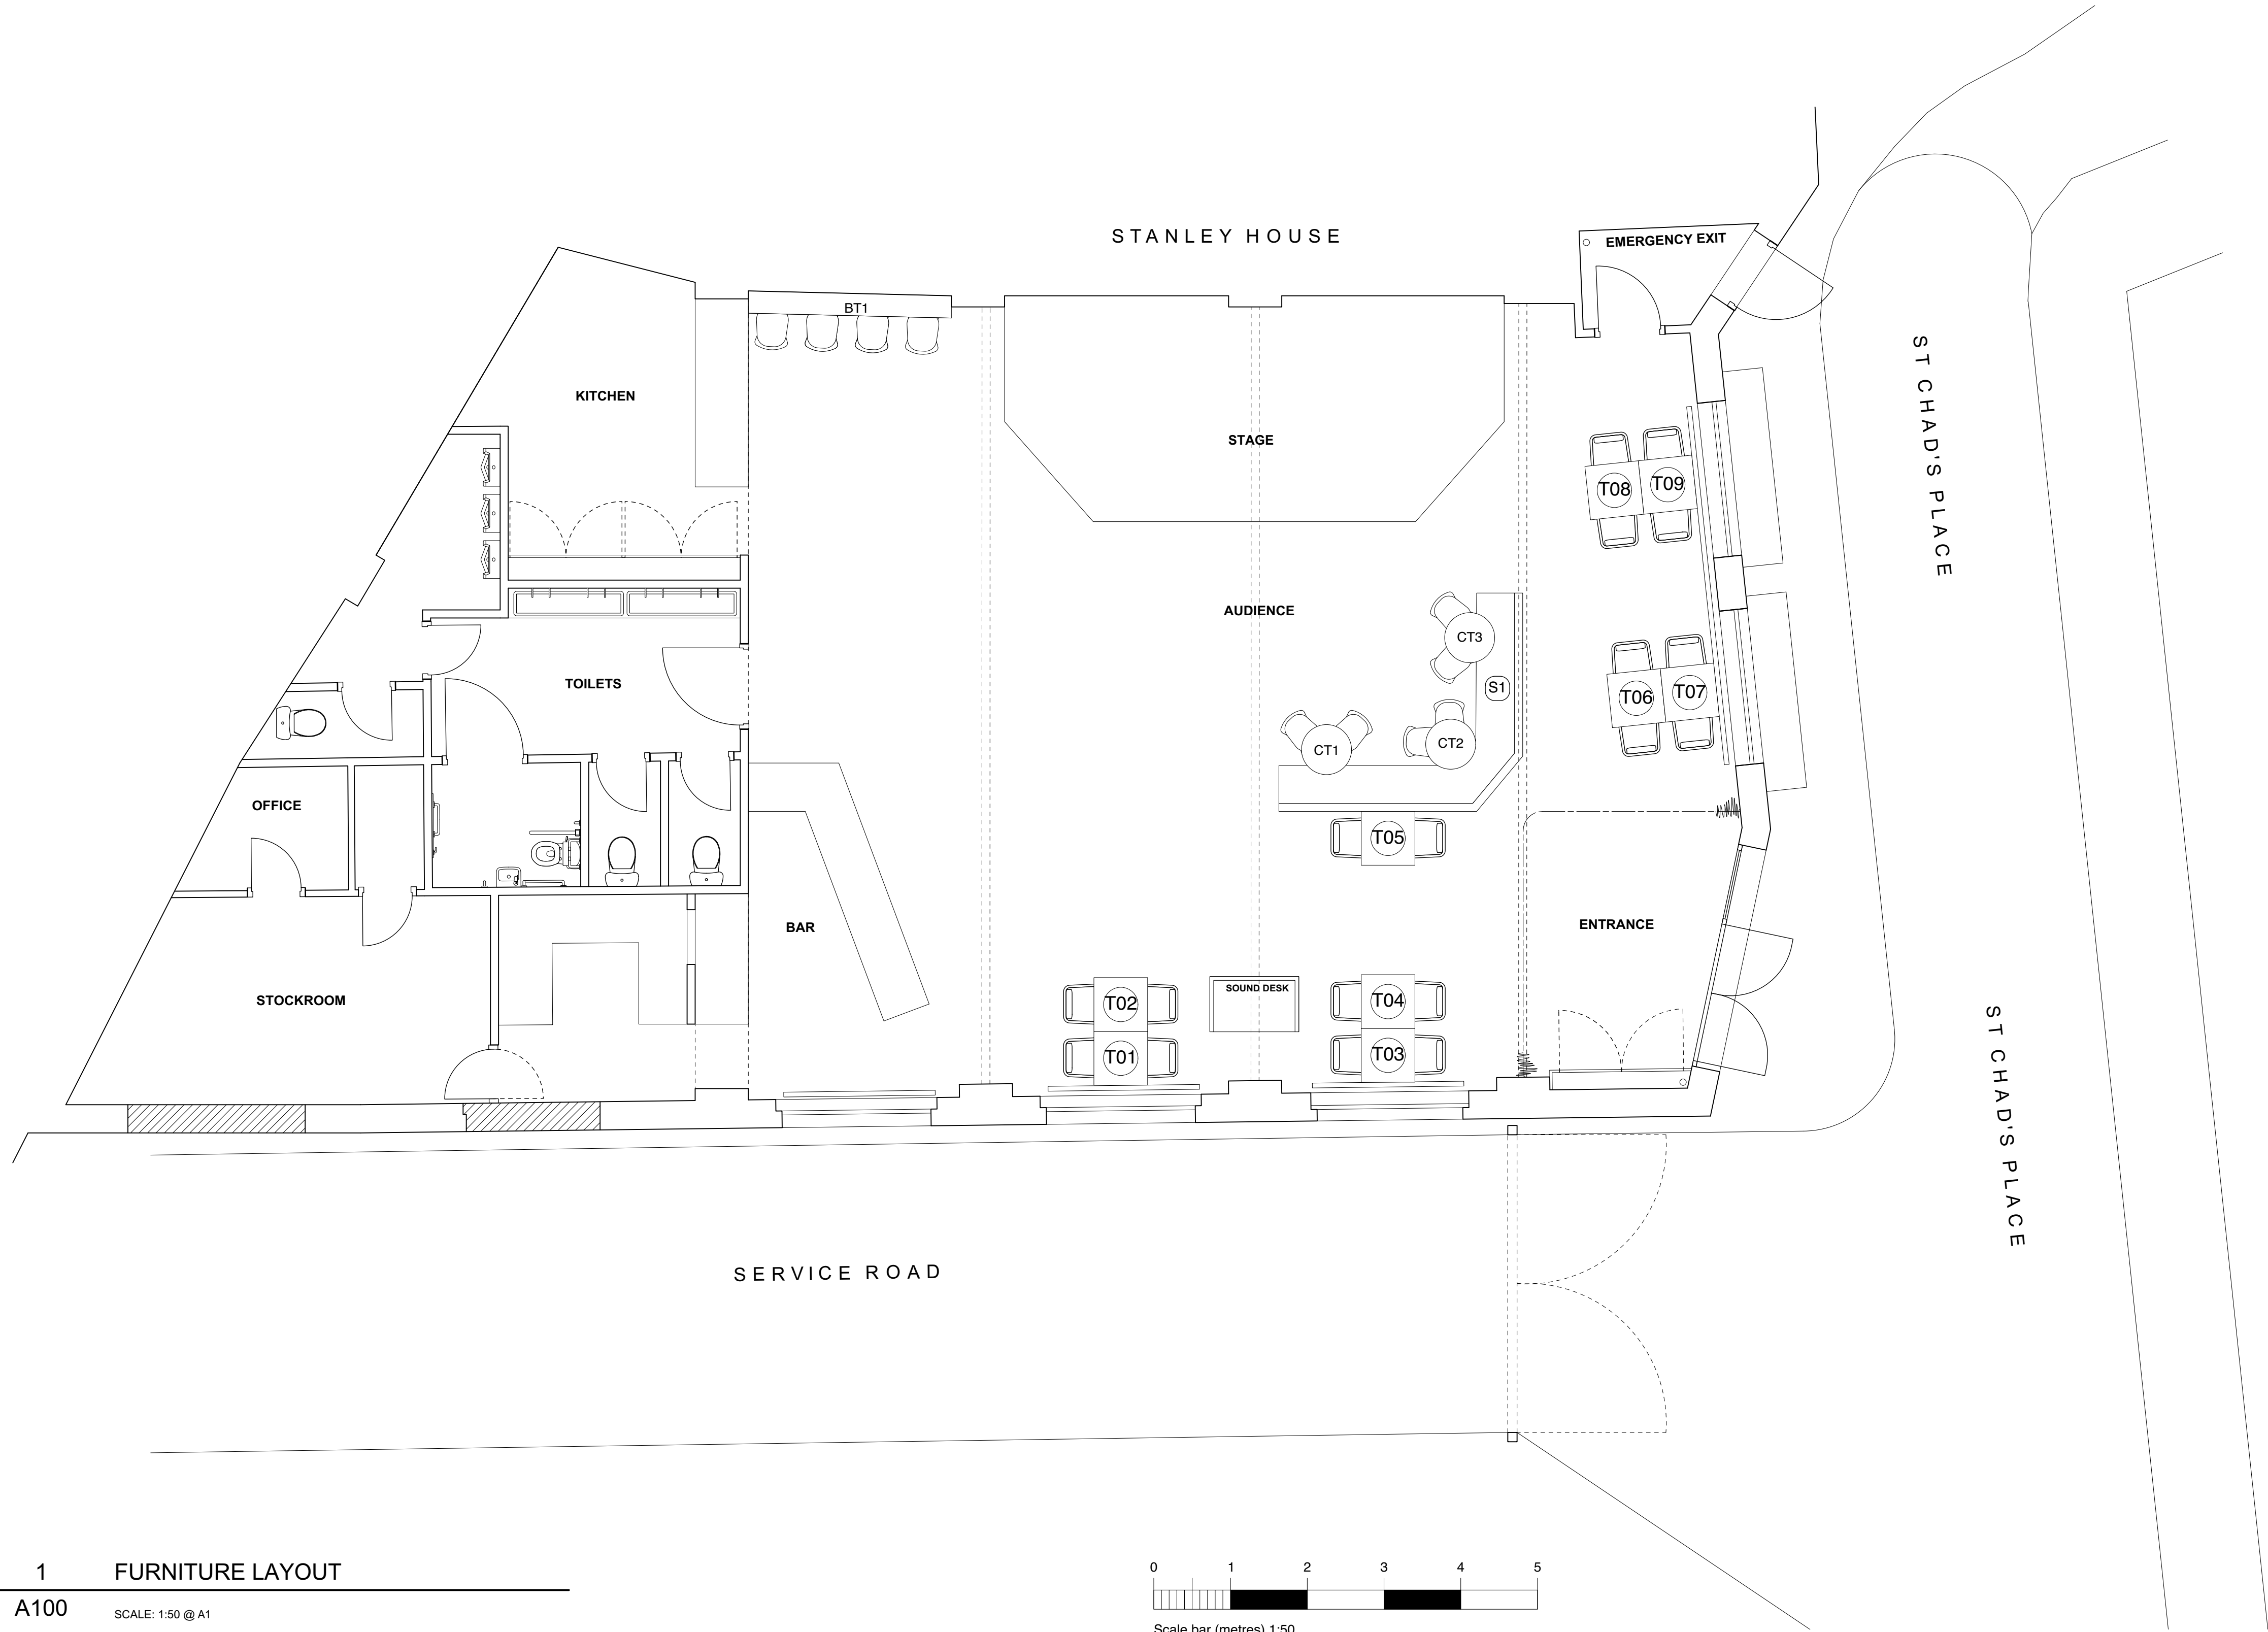 STANLEY HOUSE
EMERGENCY EXIT
BT1
KITCHEN
STAGE
ST CHAD'S PLACE
T08
T09
AUDIENCE
CT3
TOILETS
S1
T06
T07
CT1
CT2
OFFICE
T05
BAR
ENTRANCE
STOCKROOM
SOUND DESK
T02
T04
T01
T03
ST CHAD'S PLACE
SERVICE ROAD
1
FURNITURE LAYOUT
A100
SCALE: 1:50 @ A1
0 1 2 3 4 5
Scale bar (metres) 1:50